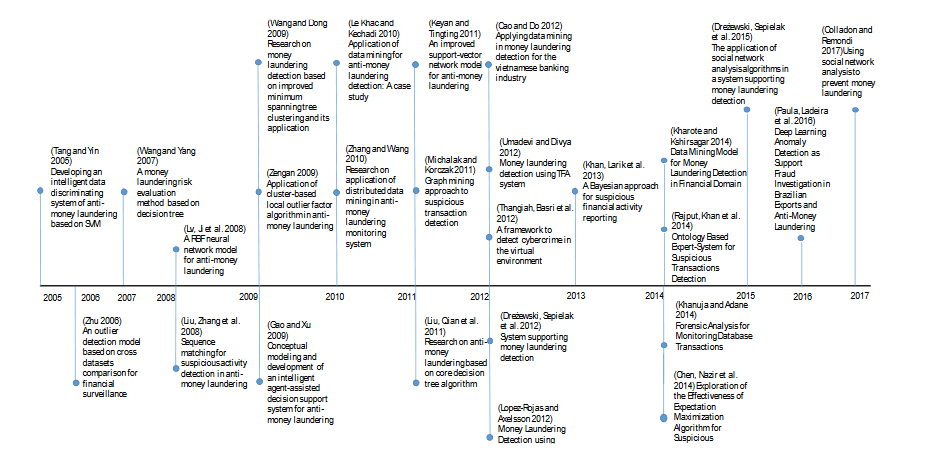 (Wang and Dong
2009)
Research on
money
laundering
detection based
on improved
minimum
spanning tree
clustering and its
application
(Le Khac and
Kechadi 2010)
Application of
data mining for
anti-money
laundering
detection: A case
study
(Keyan and
Tingting 2011)
An improved
support-vector
network model
for anti-money
laundering
(Cao and Do 2012)
Applying data mining
in money laundering
detection for the
vietnamese banking
industry
(Dreżewski, Sepielak
et al. 2015)
The application of
social network
analysis algorithms in
a system supporting
money laundering
detection
(Colladon and
Remondi
2017)Using
social network
analysis to
prevent money
laundering
(Tang and Yin
2005)
Developing an
intelligent data
discriminating
system of anti-
money laundering
based on SVM
(Wang and Yang
2007)
A money
laundering risk
evaluation
method based on
decision tree
(Lv, Ji et al. 2008)
A RBF neural
network model
for anti-money
laundering
(Zengan 2009)
Application of
cluster-based
local outlier factor
algorithm in anti-
money laundering
(Zhang and Wang
2010)
Research on
application of
distributed data
mining in anti-
money
laundering
monitoring
system
(Michalak and
Korczak 2011)
Graph mining
approach to
suspicious
transaction
detection
(Umadevi and Divya
2012)
Money laundering
detection using TFA
system
(Thangiah, Basri et al.
2012)
A framework to
detect cybercrime in
the virtual
environment
(Khan, Larik et al.
2013)
A Bayesian approach
for suspicious
financial activity
reporting
(Kharote and
Kshirsagar 2014)
Data Mining Model
for Money
Laundering Detection
in Financial Domain
(Rajput, Khan et al.
2014)
Ontology Based
Expert-System for
Suspicious
Transactions
Detection
(Paula, Ladeira
et al. 2016)
Deep Learning
Anomaly
Detection as
Support
Fraud
Investigation in
Brazilian
Exports and
Anti-Money
Laundering
2005
2006
2007
2008
2009
2010
2011
2012
2013
2014
2015
2016
2017
(Zhu 2006)
An outlier
detection model
based on cross
datasets
comparison for
financial
surveillance
(Liu, Zhang et al.
2008)
Sequence
matching for
suspicious activity
detection in anti-
money laundering
(Gao and Xu
2009)
Conceptual
modeling and
development of
an intelligent
agent-assisted
decision support
system for anti-
money laundering
(Liu, Qian et al.
2011)
Research on anti-
money
laundering based
on core decision
tree algorithm
(Dreżewski, Sepielak
et al. 2012)
System supporting
money laundering
detection
(Lopez-Rojas and
Axelsson 2012)
Money Laundering
Detection using
(Khanuja and Adane
2014)
Forensic Analysis for
Monitoring Database
Transactions
(Chen, Nazir et al.
2014) Exploration of
the Effectiveness of
Expectation
Maximization
Algorithm for
Suspicious